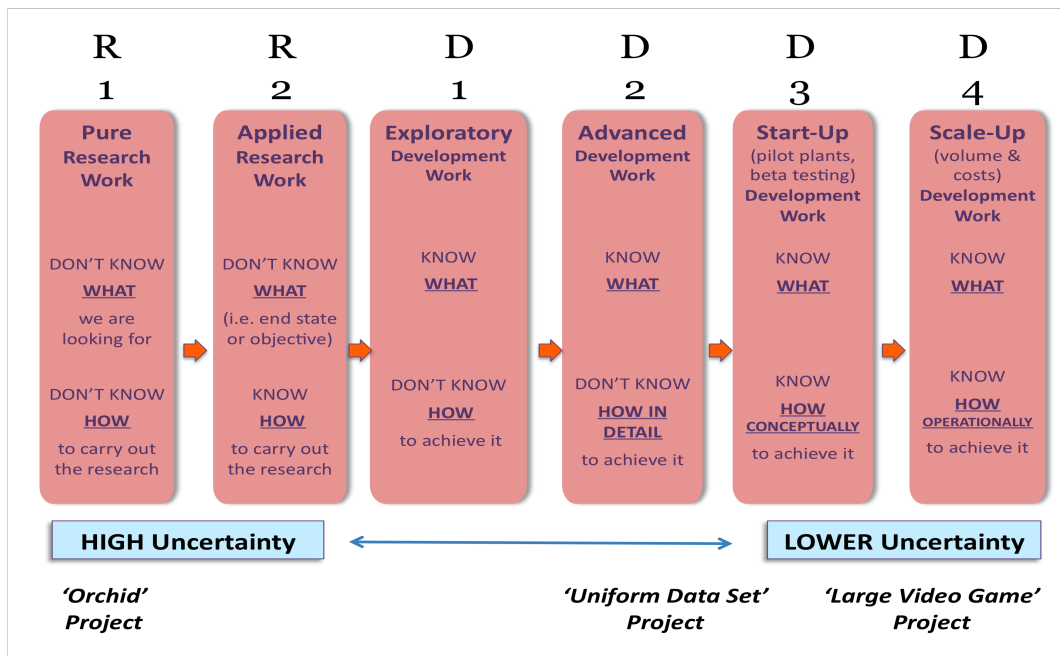 R
1
R
2
D
1
D
2
D
3
D
4
Pure
Research
Work
DON'T KNOW
WHAT
we are
looking for
DON'T KNOW
HOW
to carry out
the research
Applied
Research
Work
DON'T KNOW
WHAT
(i.e. end state
or objective)
KNOW
HOW
to carry out
the research
Exploratory
Development
Work
KNOW
WHAT
DON'T KNOW
HOW
to achieve it
Advanced
Development
Work
KNOW
WHAT
DON'T KNOW
HOW IN
DETAIL
to achieve it
Start-Up
(pilot plants,
beta testing)
Development
Work
KNOW
WHAT
KNOW
HOW
CONCEPTUALLY
to achieve it
Scale-Up
(volume &
costs)
Development
Work
KNOW
WHAT
KNOW
HOW
OPERATIONALLY
to achieve it
HIGH Uncertainty
LOWER Uncertainty
'Orchid'
Project
'Uniform Data Set'
Project
'Large Video Game'
Project